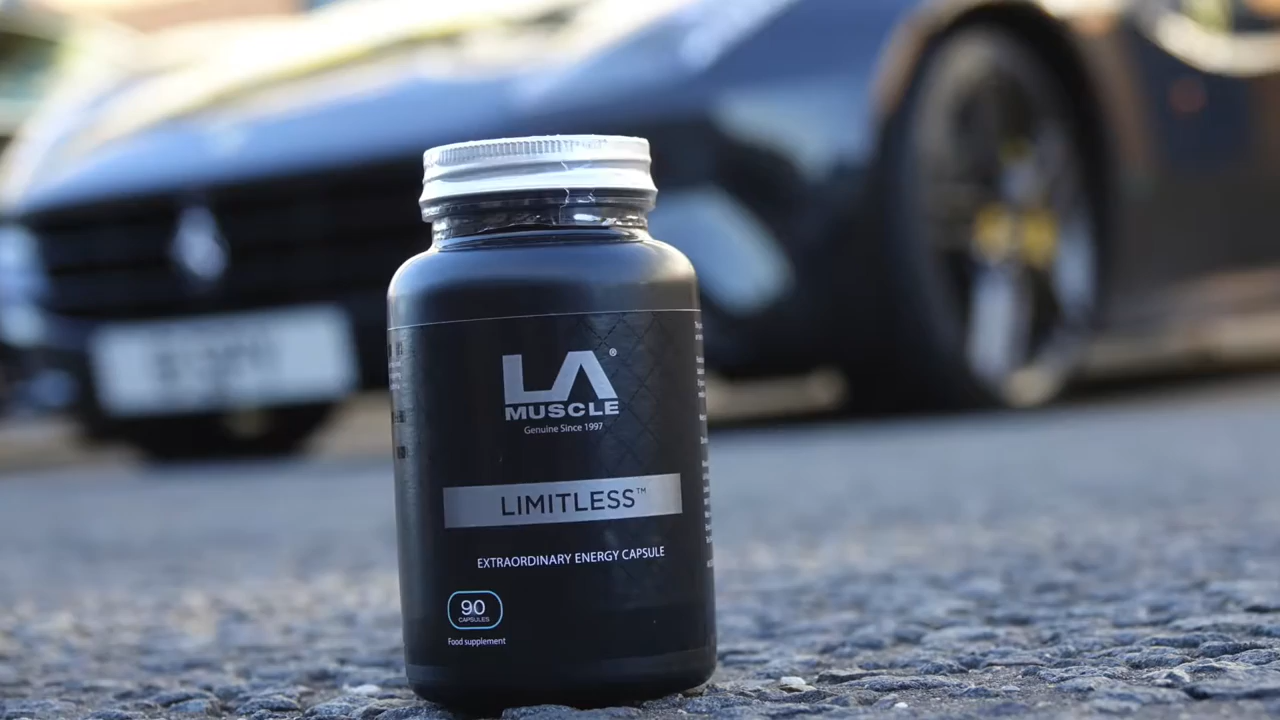 LA®
MUSCLE
Genuine Since 1997
LIMITLESS™
EXTRAORDINARY ENERGY CAPSULE
90
CAPSULES
Food supplement